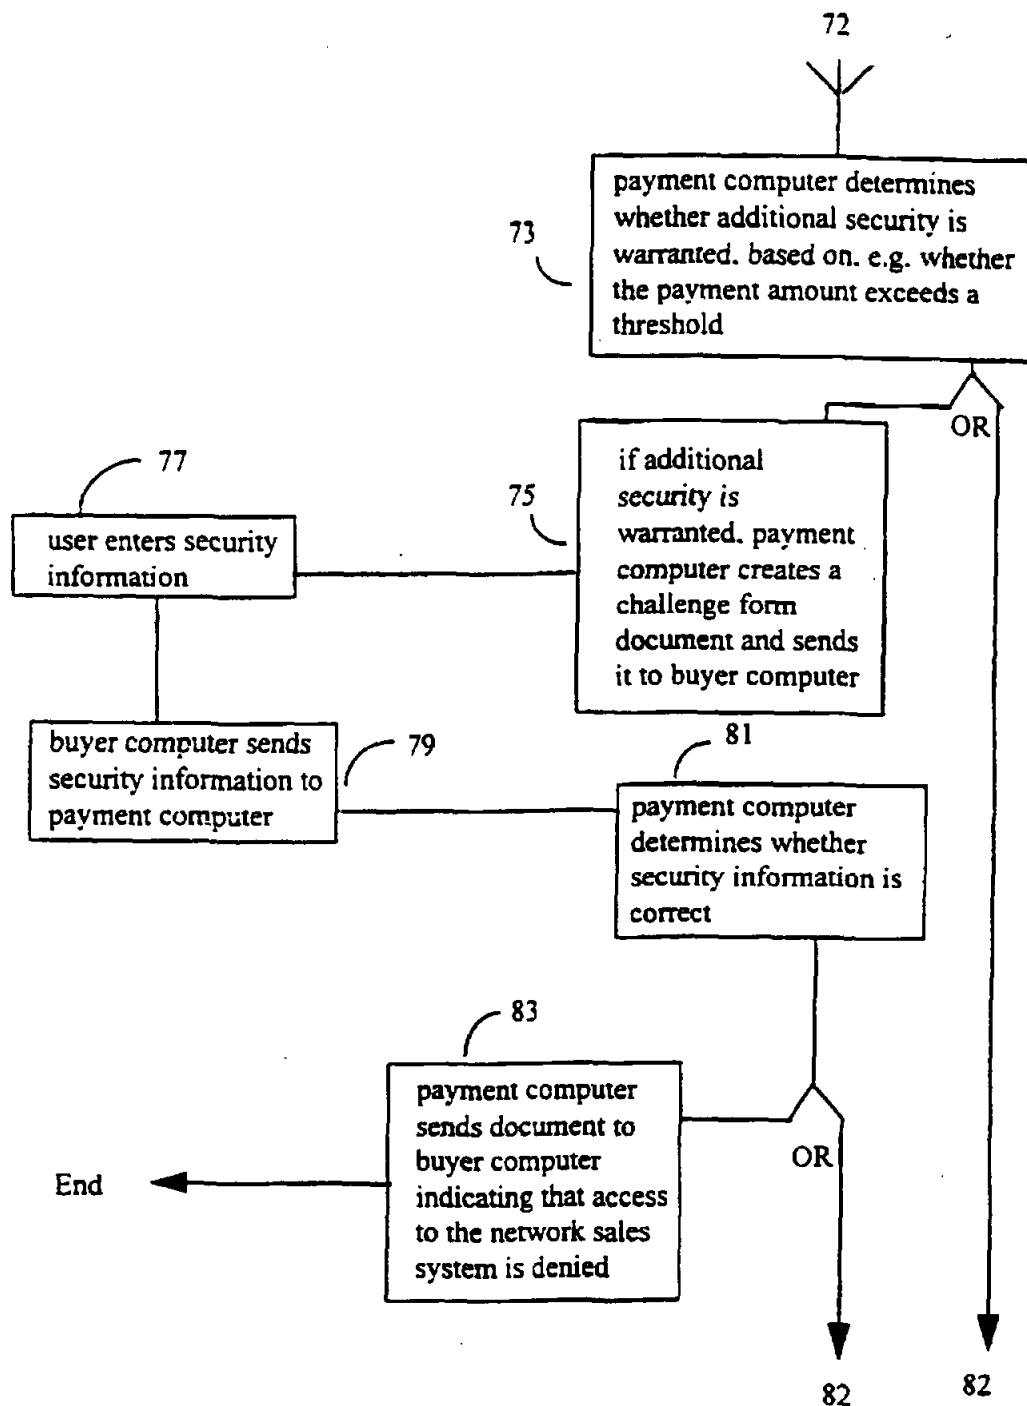 72
payment computer determines
whether additional security is
warranted. based on. e.g. whether
the payment amount exceeds a
threshold
73
OR
if additional
security is
warranted. payment
computer creates a
challenge form
document and sends
it to buyer computer
75
77
user enters security
information
buyer computer sends
security information to
payment computer
79
81
payment computer
determines whether
security information is
correct
83
payment computer
sends document to
buyer computer
indicating that access
to the network sales
system is denied
OR
End
82
82